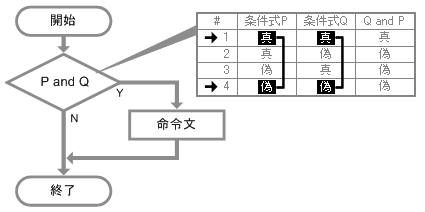 開始
P and Q
Y
N
命令文
終了
# 条件式P 条件式Q Q and P
1 真 真 真
2 真 偽 偽
3 偽 真 偽
4 偽 偽 偽